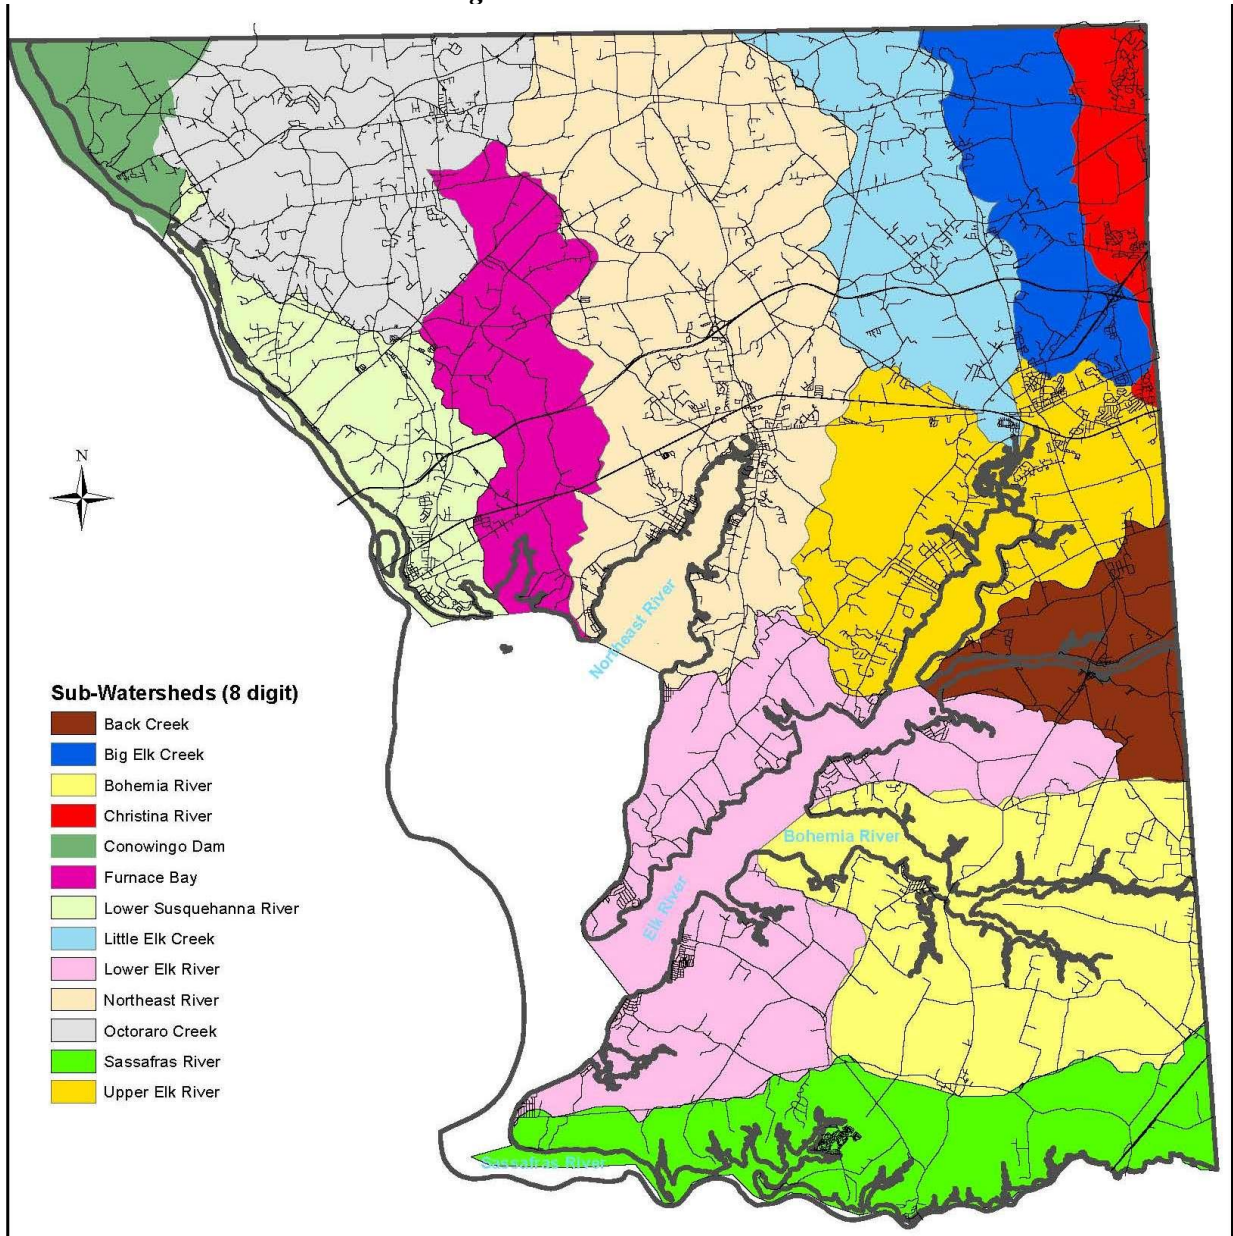 N
Northeast River
Sub-Watersheds (8 digit)
Back Creek
Big Elk Creek
Bohemia River
Christina River
Conowingo Dam
Furnace Bay
Lower Susquehanna River
Little Elk Creek
Lower Elk River
Northeast River
Octoraro Creek
Sassafras River
Upper Elk River
Bohemia River
Elk River
Sassafras River